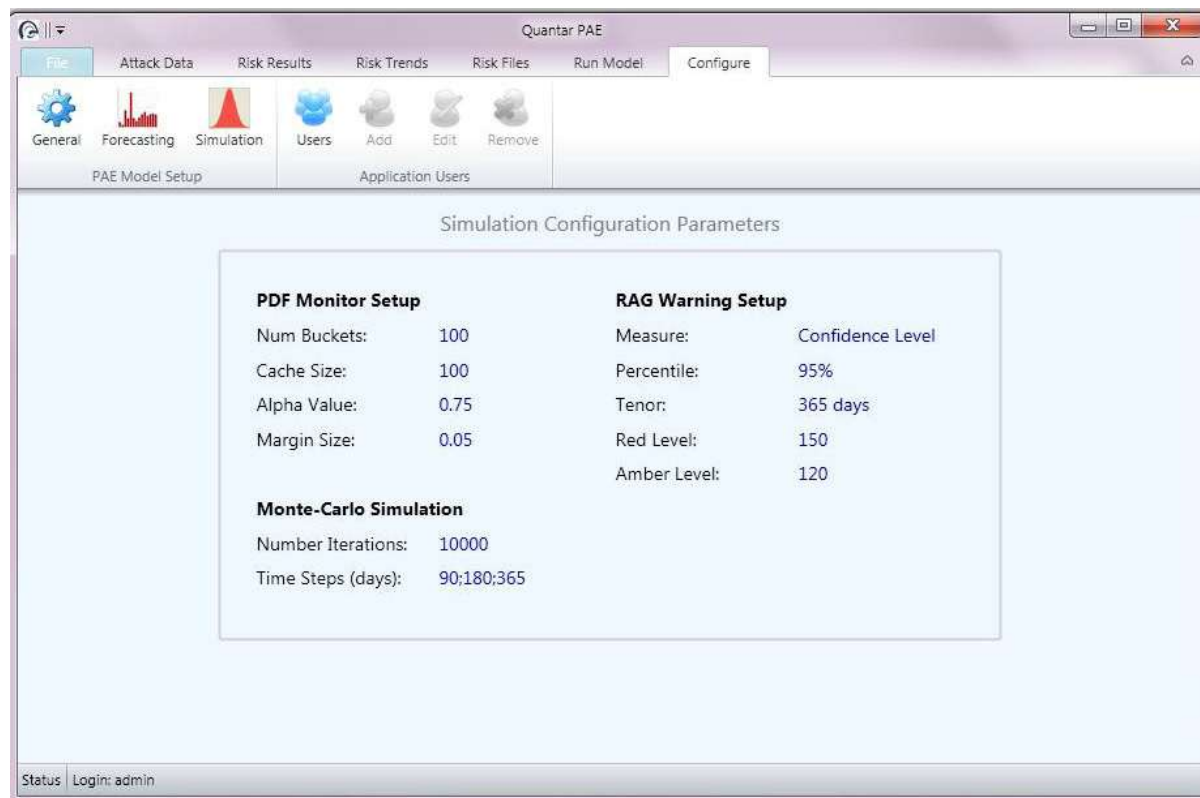 Quantar PAE
File Attack Data Risk Results Risk Trends Risk Files Run Model Configure
General Forecasting Simulation Users Add Edit Remove
PAE Model Setup Application Users
Simulation Configuration Parameters
PDF Monitor Setup
Num Buckets: 100
Cache Size: 100
Alpha Value: 0.75
Margin Size: 0.05
Monte-Carlo Simulation
Number Iterations: 10000
Time Steps (days): 90;180;365
RAG Warning Setup
Measure: Confidence Level
Percentile: 95%
Tenor: 365 days
Red Level: 150
Amber Level: 120
Status Login: admin